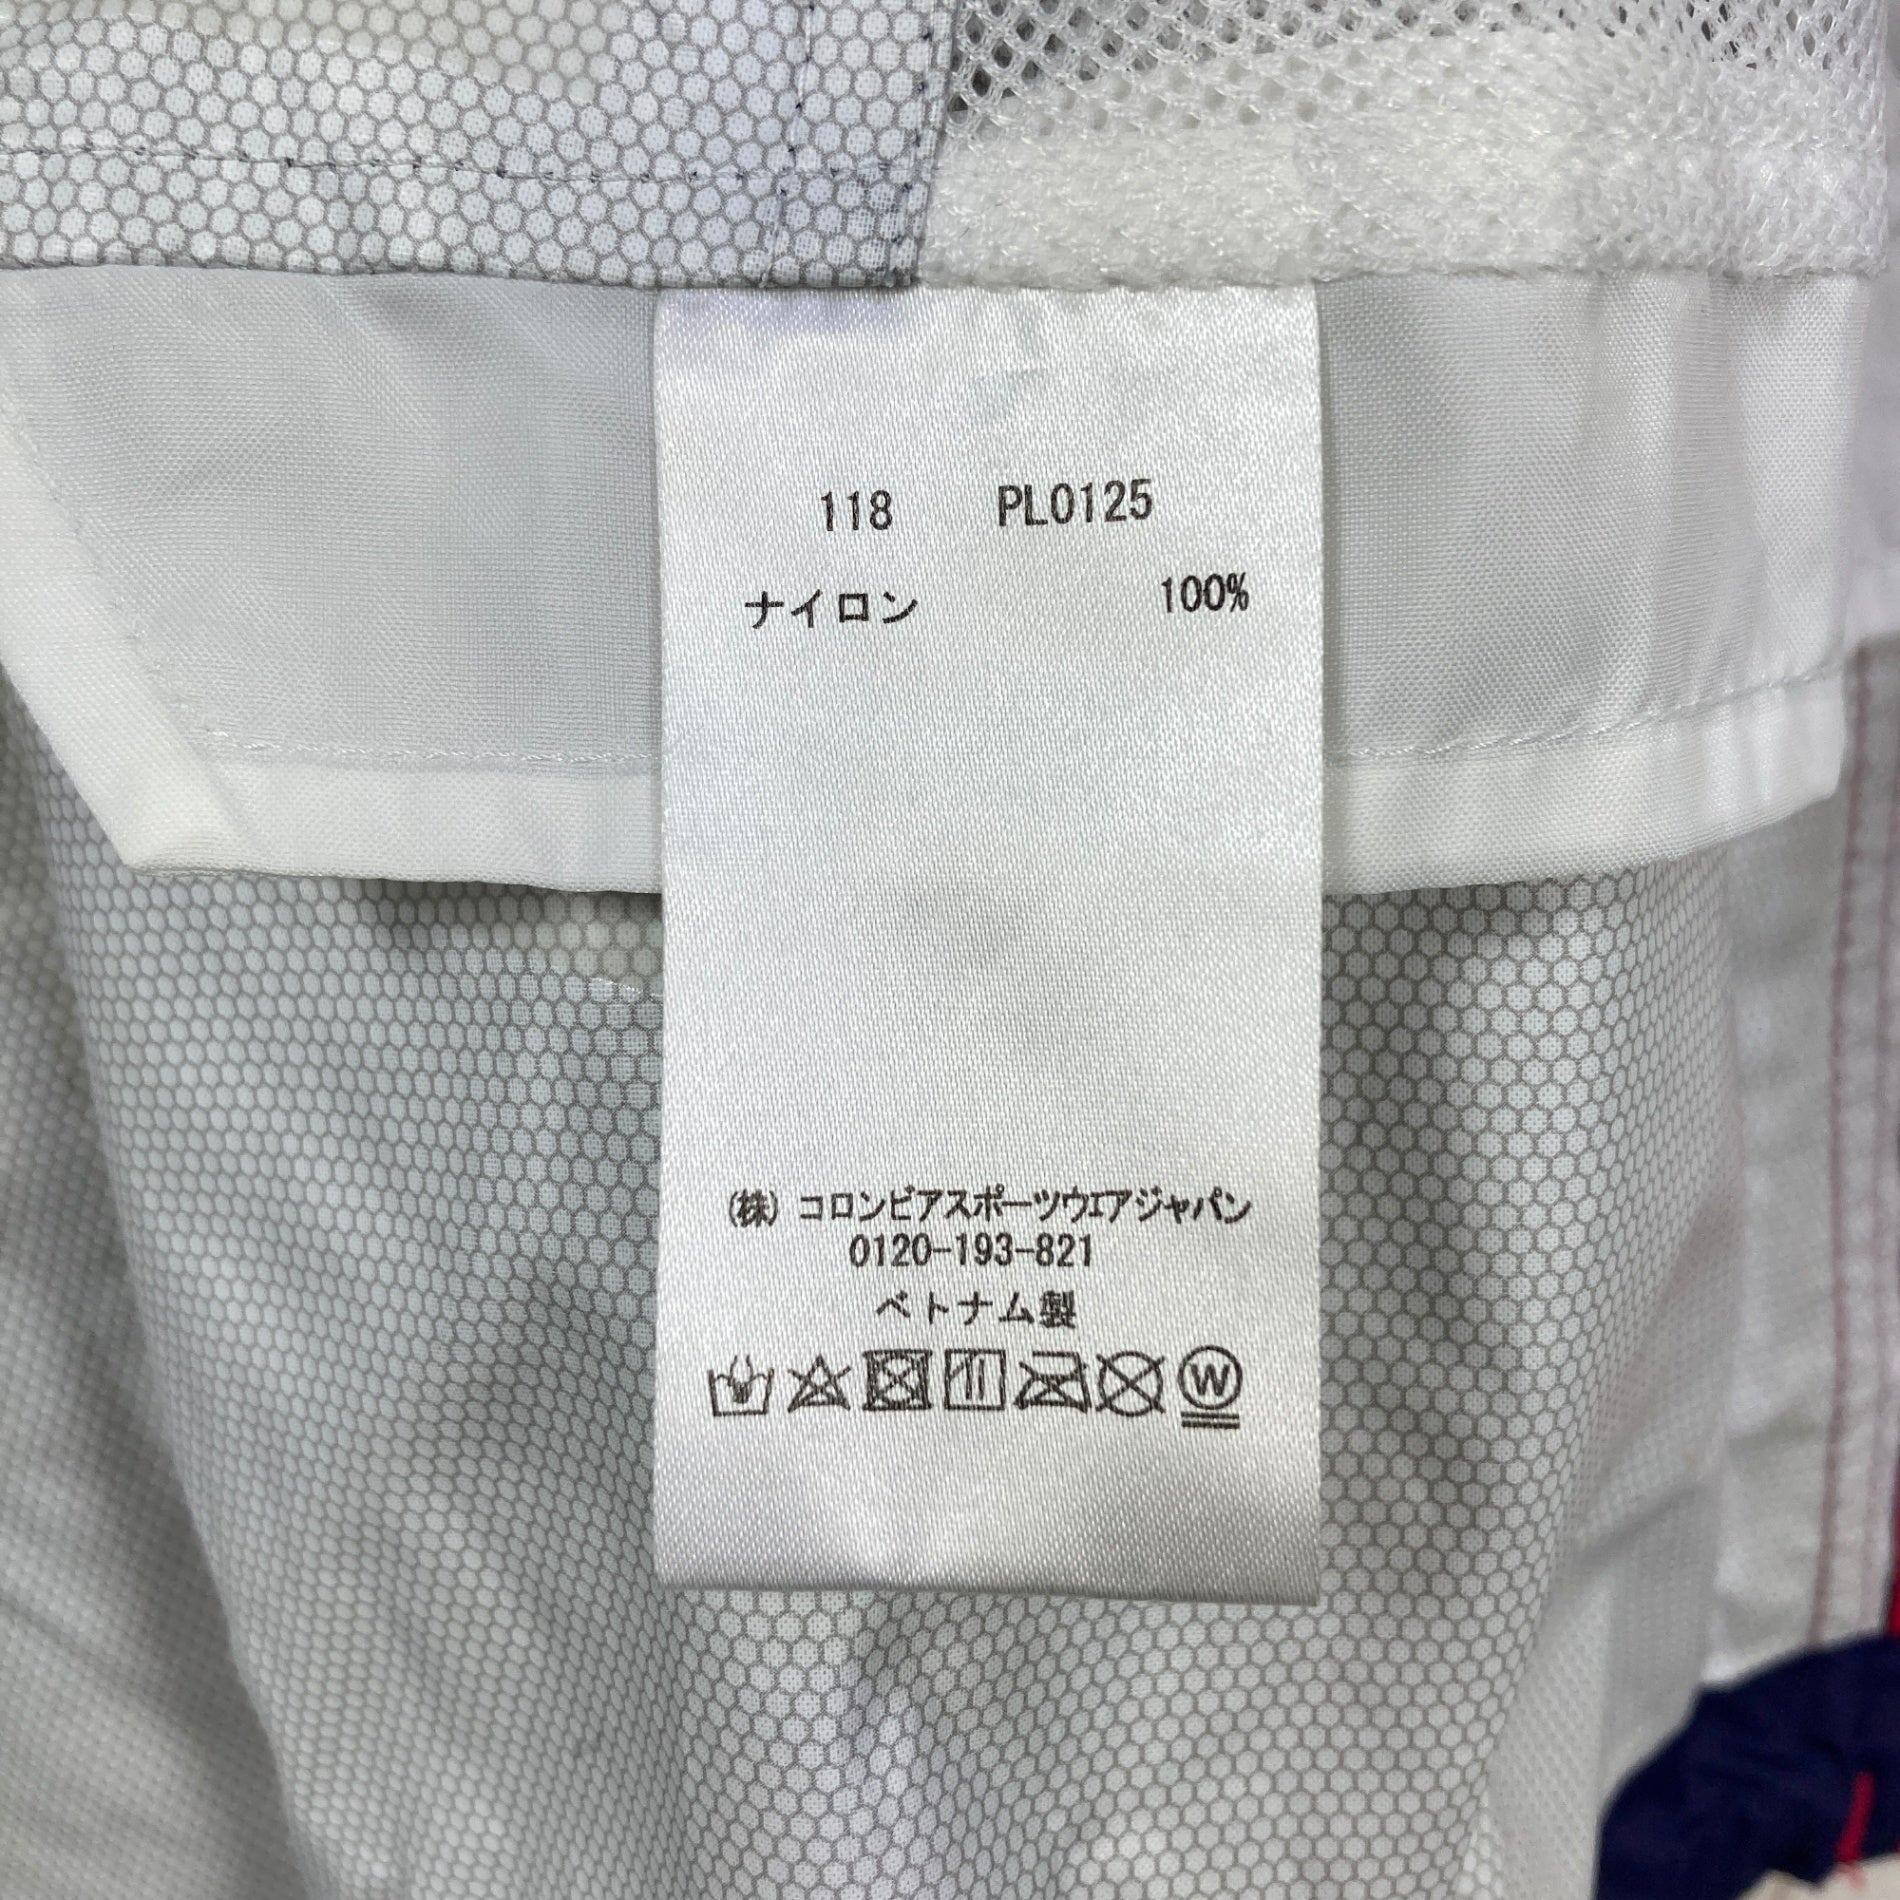 118 PL0125
ナイロン 100%
(株) コロンビアスポーツウエアジャパン
0120-193-821
ベトナム製
W